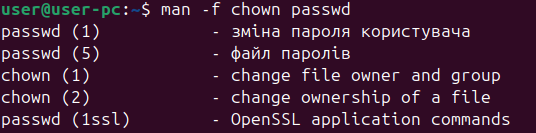 user@user-pc:~$ man -f chown passwd
passwd (1)           - зміна пароля користувача
passwd (5)           - файл паролів
chown (1)            - change file owner and group
chown (2)            - change ownership of a file
passwd (1ssl)        - OpenSSL application commands